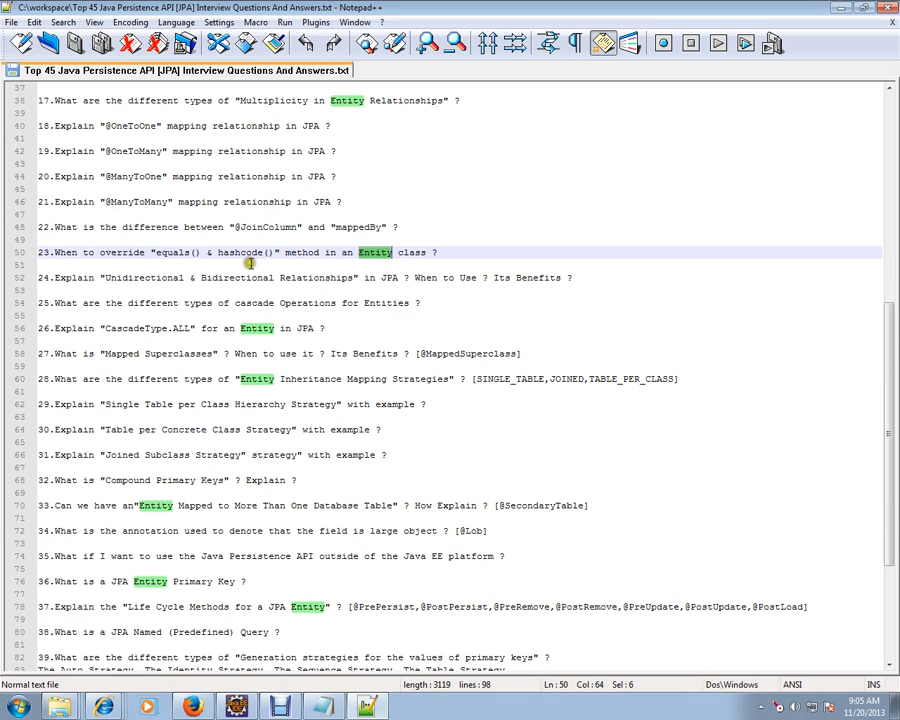 C:\workspace\Top 45 Java Persistence API [JPA] Interview Questions And Answers.txt - Notepad++
File Edit Search View Encoding Language Settings Macro Run Plugins Window ?
X
Top 45 Java Persistence API [JPA] Interview Questions And Answers.txt
37
38 17.What are the different types of "Multiplicity in Entity Relationships" ?
39
40 18.Explain "@OneToOne" mapping relationship in JPA ?
41
42 19.Explain "@OneToMany" mapping relationship in JPA ?
43
44 20.Explain "@ManyToOne" mapping relationship in JPA ?
45
46 21.Explain "@ManyToMany" mapping relationship in JPA ?
47
48 22.What is the difference between "@JoinColumn" and "mappedBy" ?
49
50 23.When to override "equals() & hashcode()" method in an Entity class ?
51
52 24.Explain "Unidirectional & Bidirectional Relationships" in JPA ? When to Use ? Its Benefits ?
53
54 25.What are the different types of cascade Operations for Entities ?
55
56 26.Explain "CascadeType.ALL" for an Entity in JPA ?
57
58 27.What is "Mapped Superclasses" ? When to use it ? Its Benefits ? [@MappedSuperclass]
59
60 28.What are the different types of "Entity Inheritance Mapping Strategies" ? [SINGLE_TABLE,JOINED,TABLE_PER_CLASS]
61
62 29.Explain "Single Table per Class Hierarchy Strategy" with example ?
63
64 30.Explain "Table per Concrete Class Strategy" with example ?
65
66 31.Explain "Joined Subclass Strategy" strategy" with example ?
67
68 32.What is "Compound Primary Keys" ? Explain ?
69
70 33.Can we have an"Entity Mapped to More Than One Database Table" ? How Explain ? [@SecondaryTable]
71
72 34.What is the annotation used to denote that the field is large object ? [@Lob]
73
74 35.What if I want to use the Java Persistence API outside of the Java EE platform ?
75
76 36.What is a JPA Entity Primary Key ?
77
78 37.Explain the "Life Cycle Methods for a JPA Entity" ? [@PrePersist,@PostPersist,@PreRemove,@PostRemove,@PreUpdate,@PostUpdate,@PostLoad]
79
80 38.What is a JPA Named (Predefined) Query ?
81
82 39.What are the different types of "Generation strategies for the values of primary keys" ?
83 The Auto Strategy, The Identity Strategy, The Sequence Strategy, The Table Strategy
Normal text file length : 3119 lines : 98 Ln : 50 Col : 64 Sel : 6 Dos\Windows ANSI INS
9:05 AM
11/20/2013